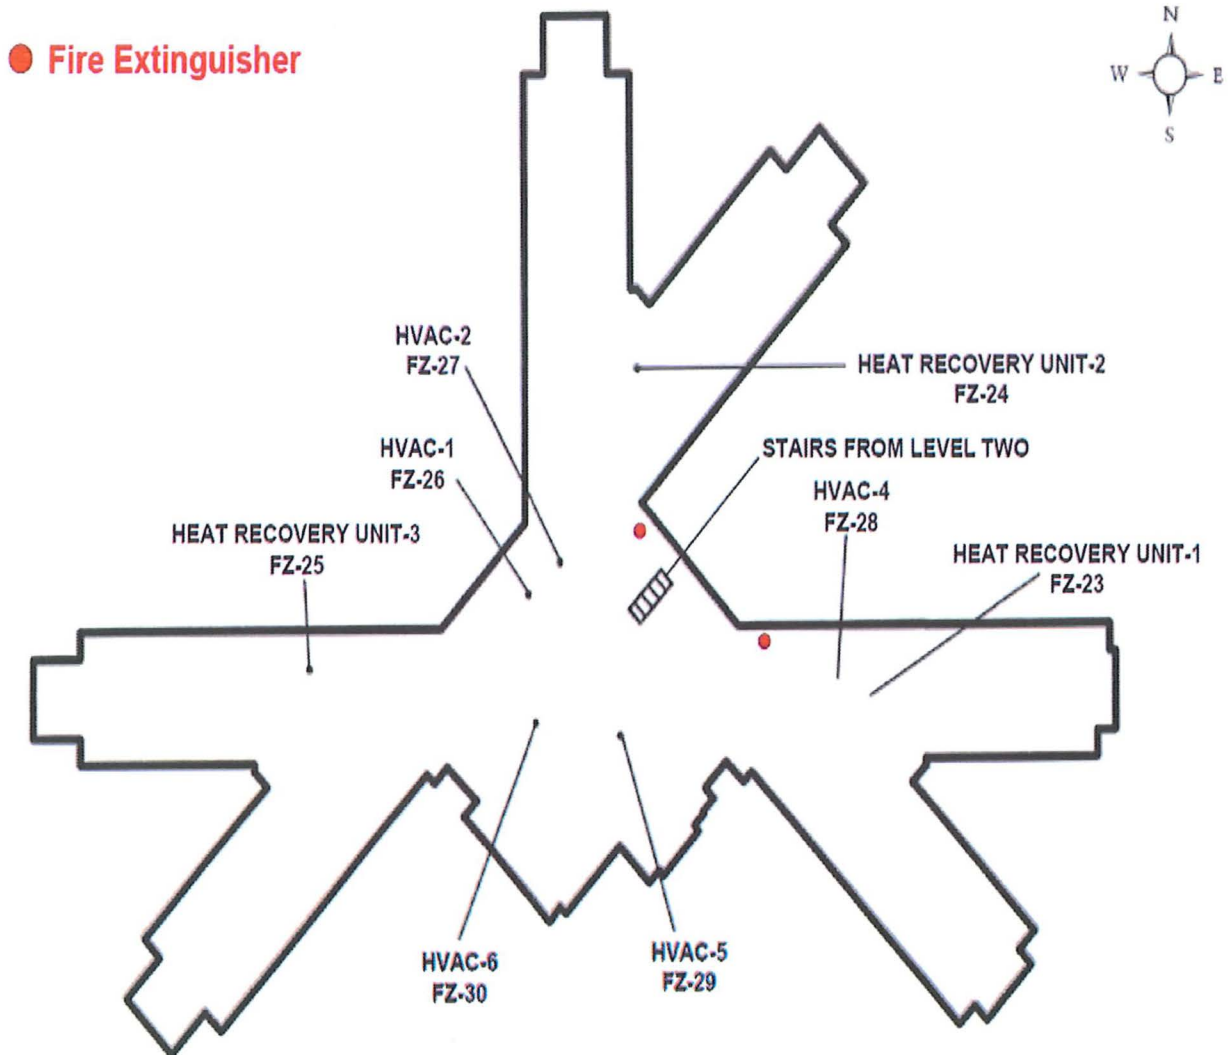 N
Fire Extinguisher
W
E
S
HVAC-2
FZ-27
HEAT RECOVERY UNIT-2
FZ-24
HVAC-1
FZ-26
STAIRS FROM LEVEL TWO
HVAC-4
FZ-28
HEAT RECOVERY UNIT-3
FZ-25
HEAT RECOVERY UNIT-1
FZ-23
HVAC-6
FZ-30
HVAC-5
FZ-29